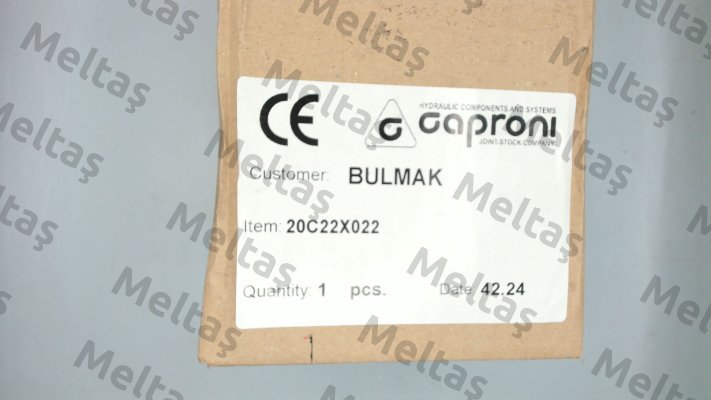 CE
HYDRAULIC COMPONENTS AND SYSTEMS
caproni
JOINT-STOCK COMPANY
Customer: BULMAK
Item: 20C22X022
Quantity: 1 pcs. Date: 42.24
Meltaş